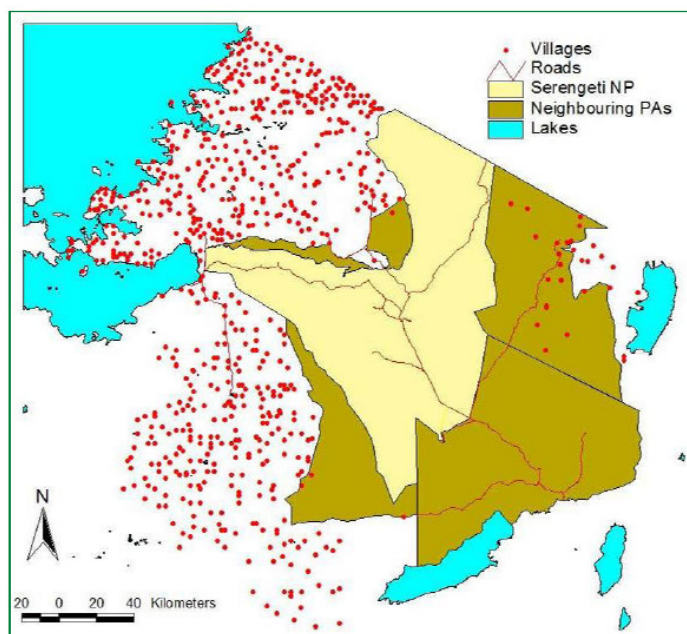 Villages
Roads
Serengeti NP
Neighbouring PAs
Lakes
N
20 0 20 40 Kilometers